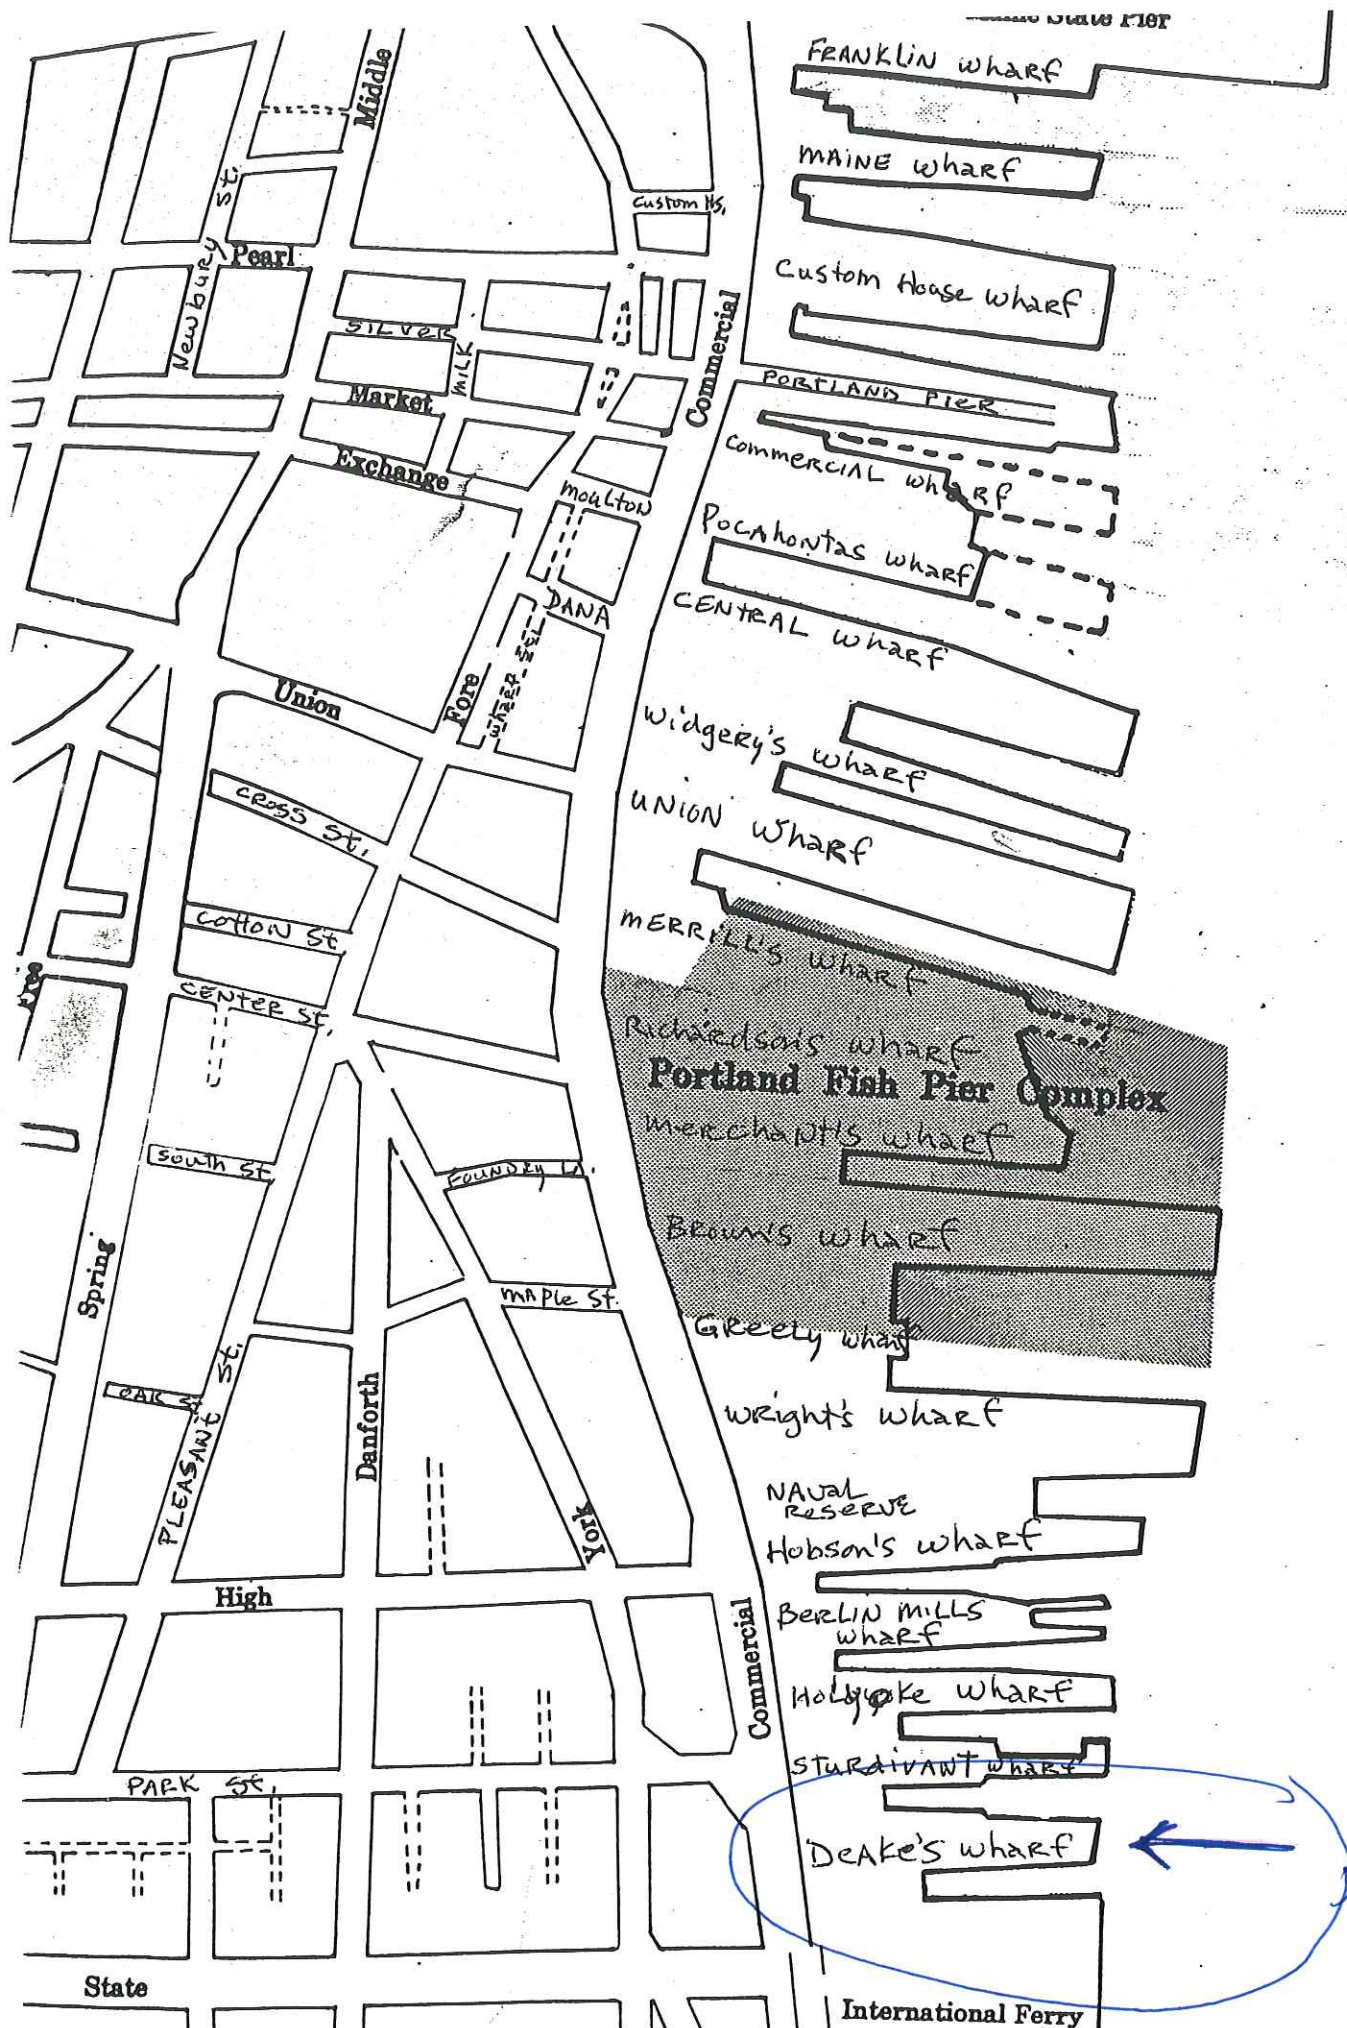 State Pier
FRANKLIN wharf
Middle
MAINE wharf
St.
Custom Hs,
Newbury
Pearl
Custom House wharf
SILVER
MILK
Commercial
Market
PORTLAND PIER
Exchange
COMMERCIAL wharf
MOULTON
POCAHONTAS wharf
DANA
CENTRAL wharf
Union
Fore
WHARF
Widgery's wharf
UNION wharf
CROSS St.
COTTON St.
MERRILL'S wharf
CENTER St.
Richardson's wharf
Portland Fish Pier Complex
Merchant's wharf
SOUTH St
FOUNDRY
Brown's wharf
Spring
MAPle St.
GREELY wharf
OAK
PLEASANT St.
Danforth
York
WRight's wharf
NAVAL
RESERVE
Hobson's wharf
High
BERLIN MILLS
wharf
Commercial
Holyoke wharf
STURDIVANT wharf
PARK St.
DeAKe'S wharf
State
International Ferry